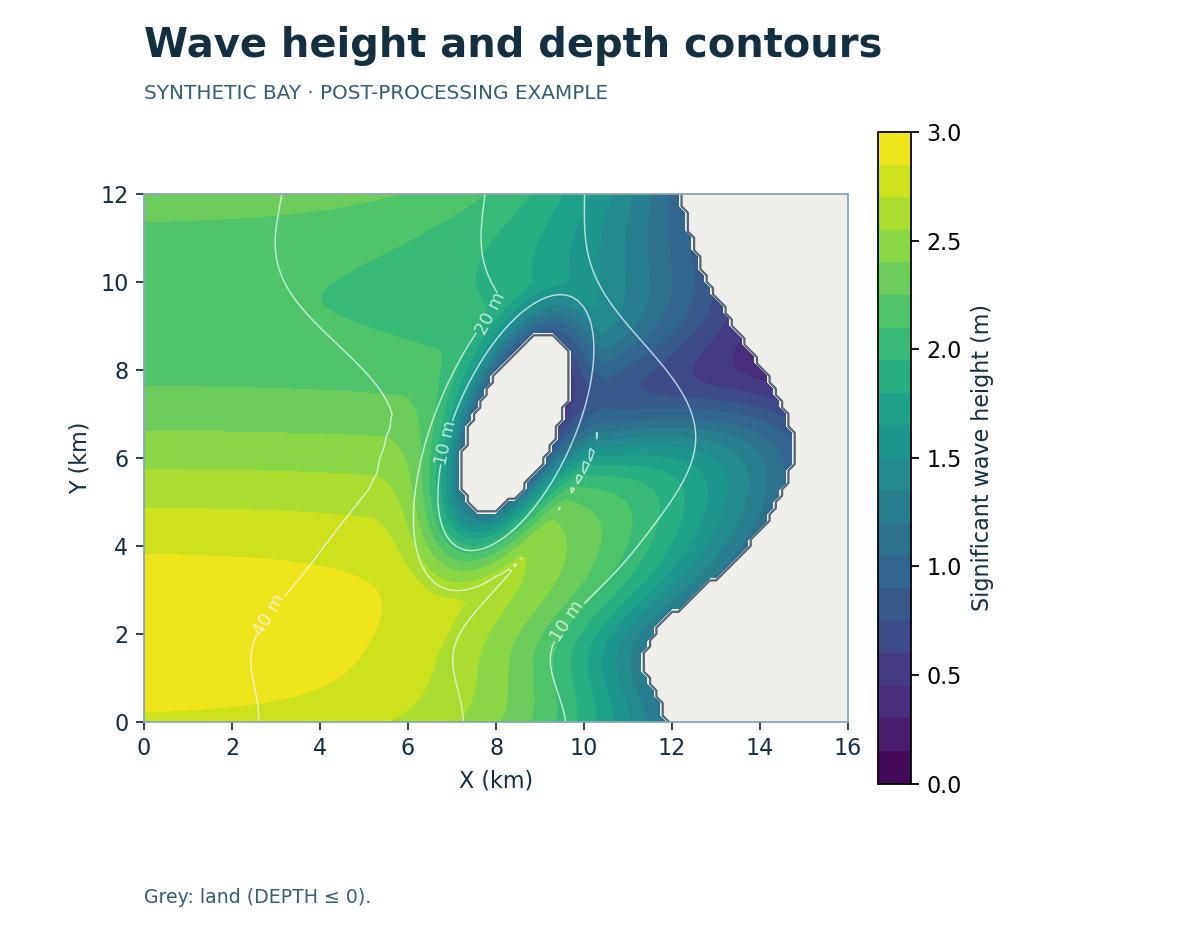 Wave height and depth contours
SYNTHETIC BAY · POST-PROCESSING EXAMPLE
3.0
2.5
2.0
1.5
1.0
0.5
0.0
Significant wave height (m)
12
10
8
6
4
2
0
Y (km)
20 m
10 m
40 m
10 m
0 2 4 6 8 10 12 14 16
X (km)
Grey: land (DEPTH ≤ 0).